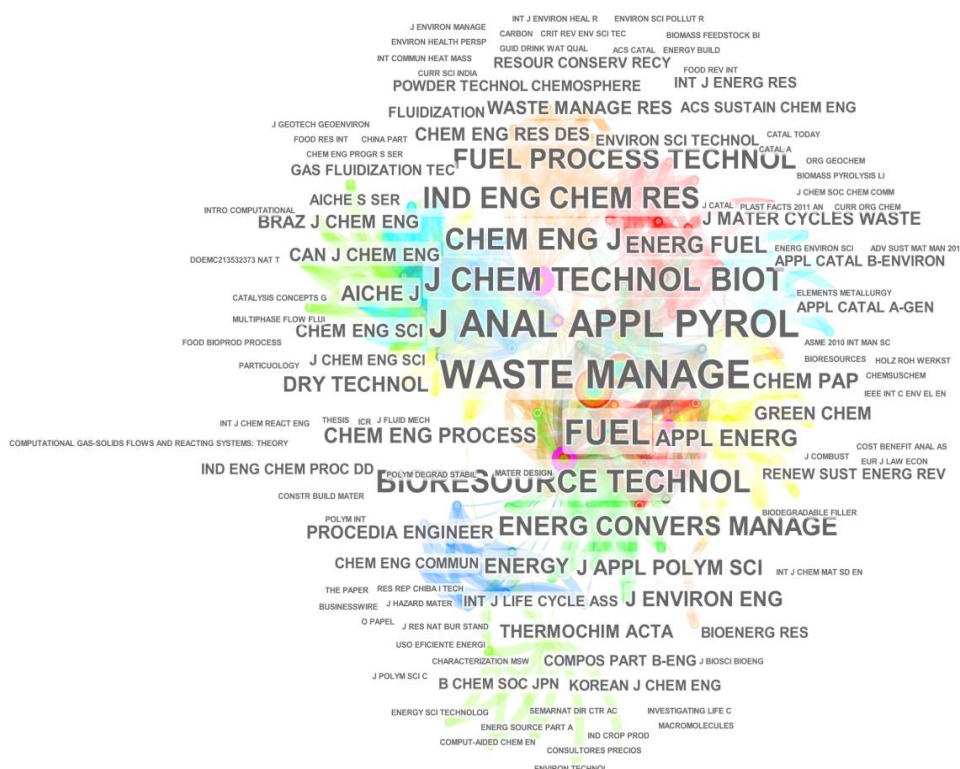 INT J ENVIRON HEAL R ENVIRON SCI POLLUT R
J ENVIRON MANAGE CARBON CRIT REV ENV SCI TEC BIOMASS FEEDSTOCK BI
ENVIRON HEALTH PERSP GUID DRINK WAT QUAL ACS CATAL ENERGY BUILD
INT COMMUN HEAT MASS RESOUR CONSERV RECY FOOD REV INT
CURR SCI INDIA
POWDER TECHNOL CHEMOSPHERE INT J ENERG RES
FLUIDIZATION WASTE MANAGE RES ACS SUSTAIN CHEM ENG
J GEOTECH GEOENVIRON
FOOD RES INT CHINA PART CHEM ENG RES DES ENVIRON SCI TECHNOL CATAL TODAY
CATAL A
CHEM ENG PROGR S SER FUEL PROCESS TECHNOL ORG GEOCHEM
GAS FLUIDIZATION TEC BIOMASS PYROLYSIS LI
AICHE S SER IND ENG CHEM RES J CHEM SOC CHEM COMM
INTRO COMPUTATIONAL J CATAL PLAST FACTS 2011 AN CURR ORG CHEM
BRAZ J CHEM ENG J MATER CYCLES WASTE
CHEM ENG J ENERG FUEL ENERG ENVIRON SCI ADV SUST MAT MAN 201
DOEMC213532373 NAT T CAN J CHEM ENG APPL CATAL B-ENVIRON
J CHEM TECHNOL BIOT
CATALYSIS CONCEPTS G AICHE J ELEMENTS METALLURGY
APPL CATAL A-GEN
MULTIPHASE FLOW FLUI CHEM ENG SCI J ANAL APPL PYROL
FOOD BIOPROD PROCESS ASME 2010 INT MAN SC
PARTICUOLOGY J CHEM ENG SCI BIORESOURCES HOLZ ROH WERKST
DRY TECHNOL WASTE MANAGE CHEM PAP CHEMSUSCHEM
IEEE INT C ENV EL EN
GREEN CHEM
INT J CHEM REACT ENG THESIS ICR J FLUID MECH
CHEM ENG PROCESS FUEL APPL ENERG
COMPUTATIONAL GAS-SOLIDS FLOWS AND REACTING SYSTEMS: THEORY COST BENEFIT ANAL AS
J COMBUST EUR J LAW ECON
IND ENG CHEM PROC DD POLYM DEGRAD STABIL MATER DESIGN RENEW SUST ENERG REV
BIORESOURCE TECHNOL
CONSTR BUILD MATER
POLYM INT BIODEGRADABLE FILLER
PROCEDIA ENGINEER ENERG CONVERS MANAGE
CHEM ENG COMMUN ENERGY J APPL POLYM SCI INT J CHEM MAT SD EN
THE PAPER RES REP CHIBA I TECH
BUSINESSWIRE J HAZARD MATER INT J LIFE CYCLE ASS J ENVIRON ENG
O PAPEL J RES NAT BUR STAND THERMOCHIM ACTA BIOENERG RES
USO EFICIENTE ENERGI
CHARACTERIZATION MSW COMPOS PART B-ENG J BIOSCI BIOENG
J POLYM SCI C B CHEM SOC JPN KOREAN J CHEM ENG
ENERGY SCI TECHNOLOG SEMARNAT DIR CTR AC INVESTIGATING LIFE C
ENERG SOURCE PART A MACROMOLECULES
COMPUT-AIDED CHEM EN IND CROP PROD
CONSULTORES PRECIOS
ENVIRON TECHNOL